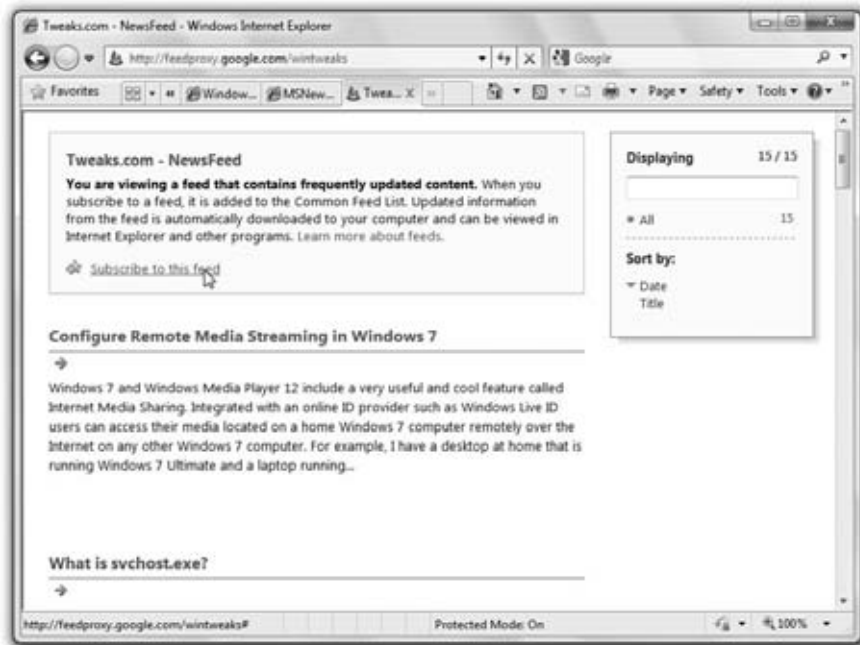 Tweaks.com - NewsFeed - Windows Internet Explorer
http://feedproxy.google.com/wintweaks
Google
Favorites
Window...
MSNew...
Twea...
Page
Safety
Tools
Tweaks.com - NewsFeed
You are viewing a feed that contains frequently updated content. When you
subscribe to a feed, it is added to the Common Feed List. Updated information
from the feed is automatically downloaded to your computer and can be viewed in
Internet Explorer and other programs. Learn more about feeds.
Subscribe to this feed
Displaying 15 / 15
All 15
Sort by:
Date
Title
Configure Remote Media Streaming in Windows 7
Windows 7 and Windows Media Player 12 include a very useful and cool feature called
Internet Media Sharing. Integrated with an online ID provider such as Windows Live ID
users can access their media located on a home Windows 7 computer remotely over the
Internet on any other Windows 7 computer. For example, I have a desktop at home that is
running Windows 7 Ultimate and a laptop running...
What is svchost.exe?
http://feedproxy.google.com/wintweaks#
Protected Mode: On
100%